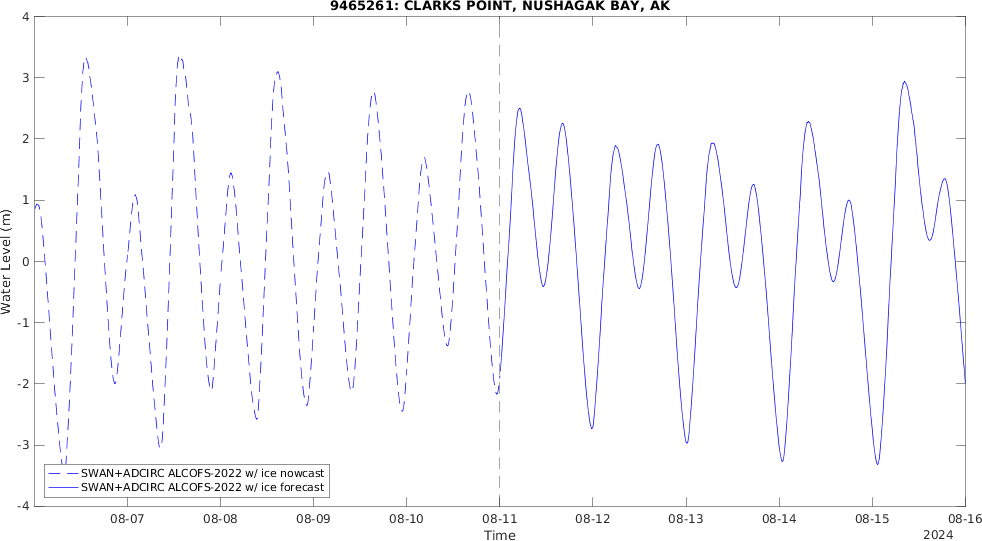 9465261: CLARKS POINT, NUSHAGAK BAY, AK
4
3
2
1
0
-1
-2
-3
-4
Water Level (m)
SWAN+ADCIRC ALCOFS-2022 w/ ice nowcast
SWAN+ADCIRC ALCOFS-2022 w/ ice forecast
08-07 08-08 08-09 08-10 08-11 08-12 08-13 08-14 08-15 08-16
Time
2024